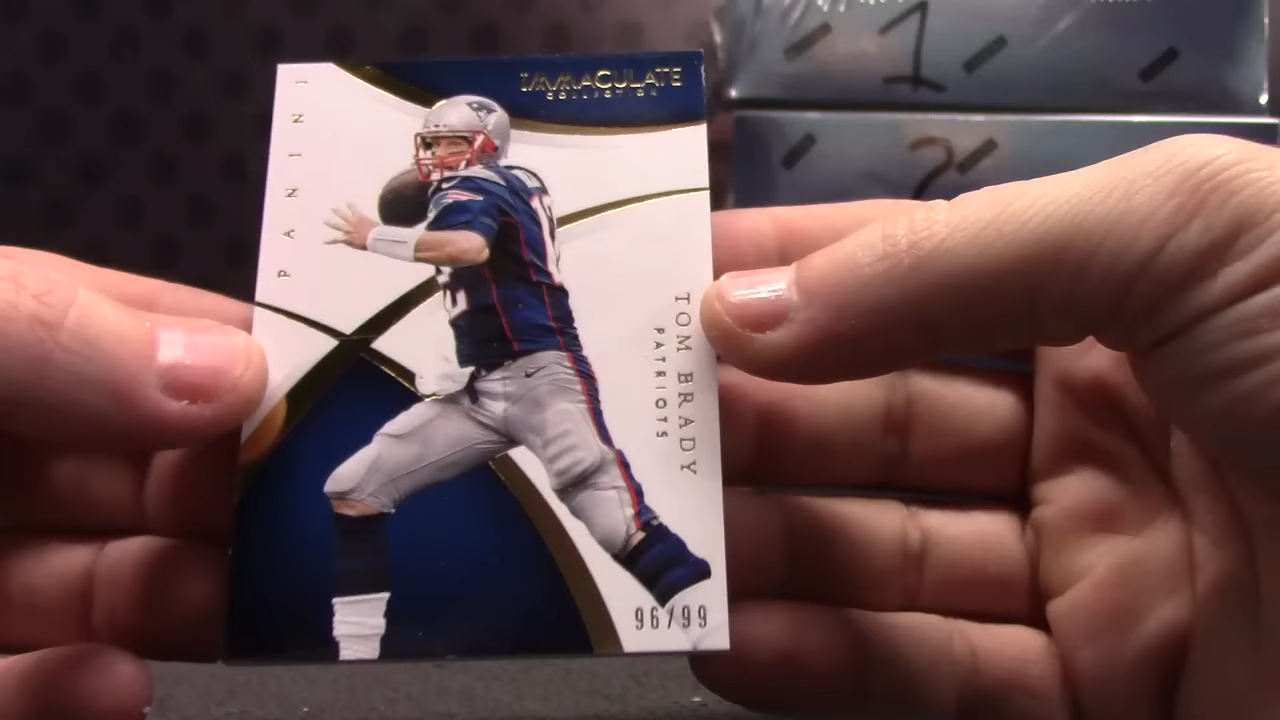 PANINI
IMMACULATE
COLLECTION
TOM BRADY
PATRIOTS
96/99
1
2